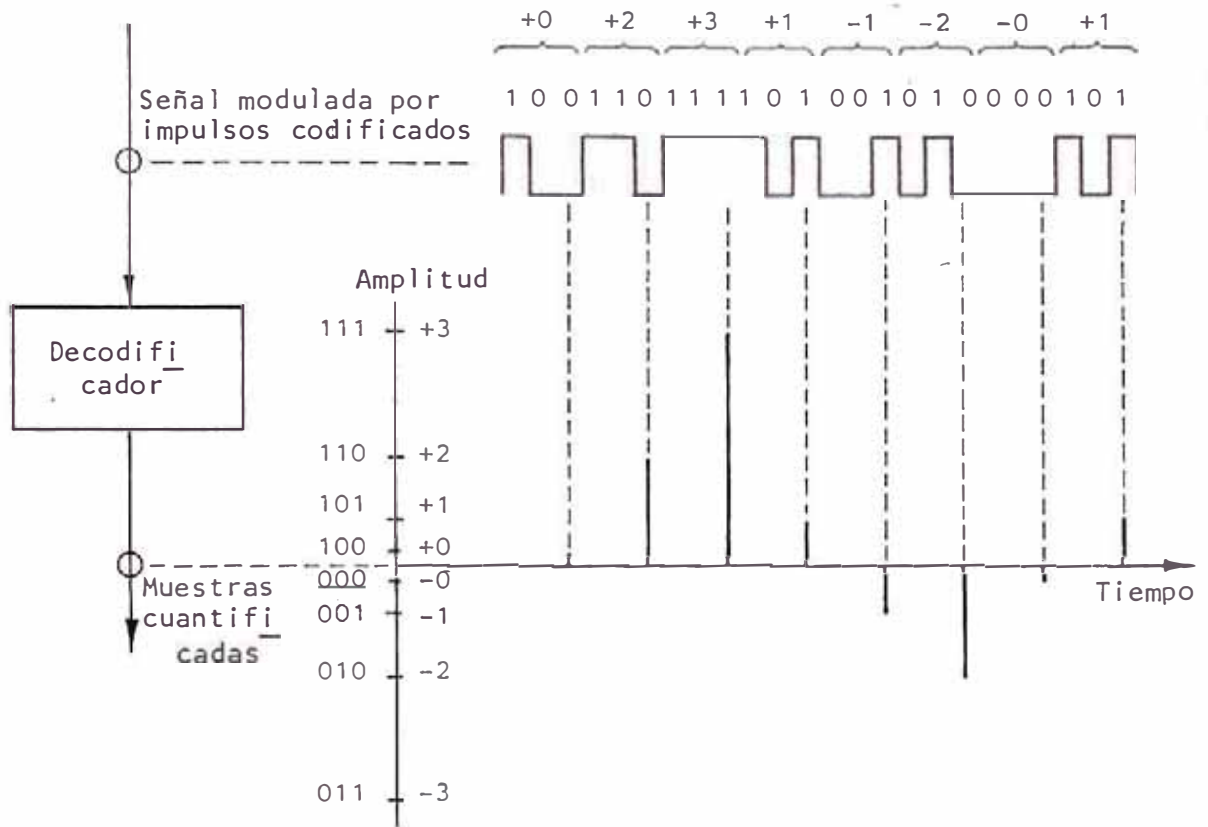 +0 +2 +3 +1 -1 -2 -0 +1
1 0 0 1 1 0 1 1 1 1 0 1 0 0 1 0 1 0 0 0 0 1 0 1
Señal modulada por
impulsos codificados
Amplitud
111 +3
Decodifi
cador
110 +2
101 +1
100 +0
000 -0
Muestras
cuantifi
cadas
001 -1
Tiempo
010 -2
011 -3